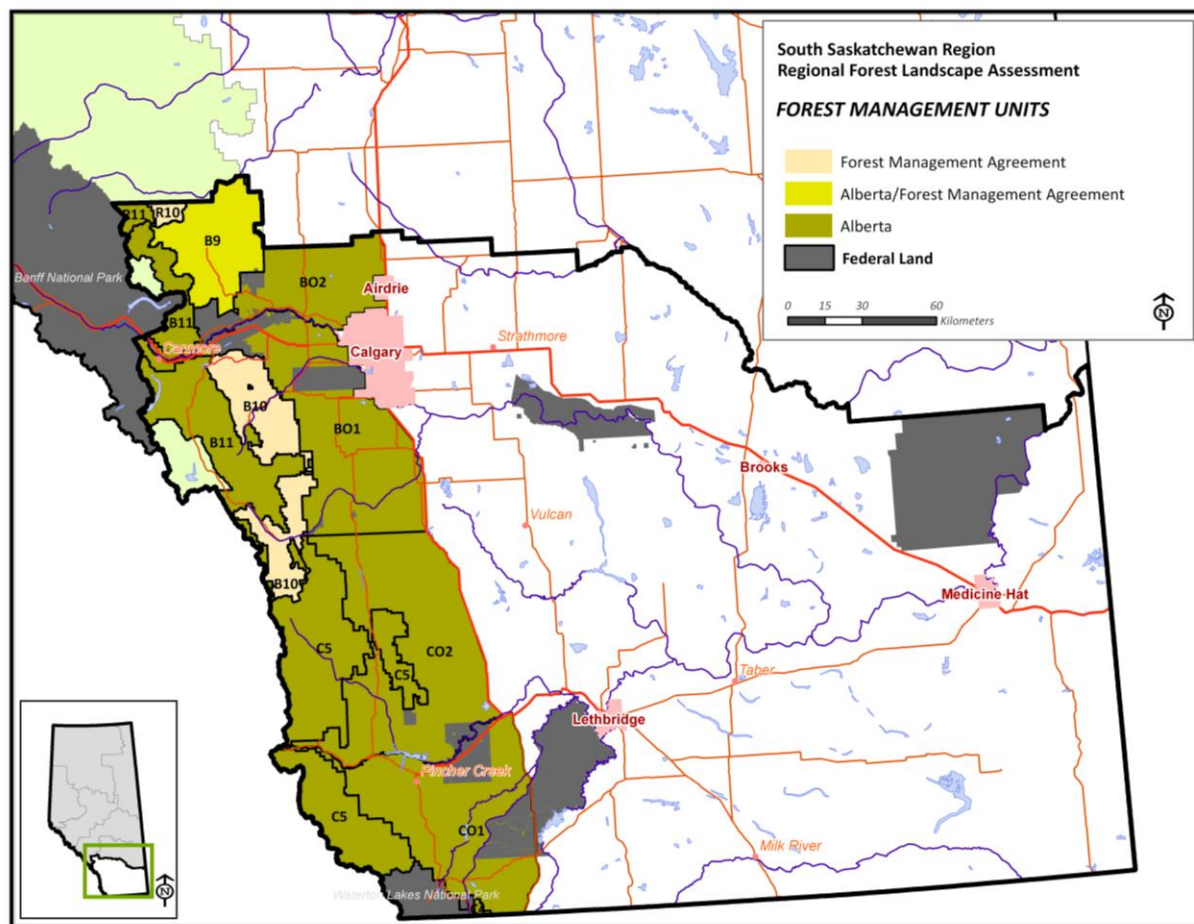 South Saskatchewan Region
Regional Forest Landscape Assessment
FOREST MANAGEMENT UNITS
Forest Management Agreement
Alberta/Forest Management Agreement
Alberta
Federal Land
0 15 30 60
Kilometers
N
R11
R10
B9
Banff National Park
BO2
Airdrie
B11
Strathmore
Canmore
Calgary
B10
BO1
B11
Brooks
Vulcan
B10
Medicine Hat
C5
CO2
C5
Taber
Lethbridge
Pincher Creek
C5
CO1
Milk River
Waterton Lakes National Park
N